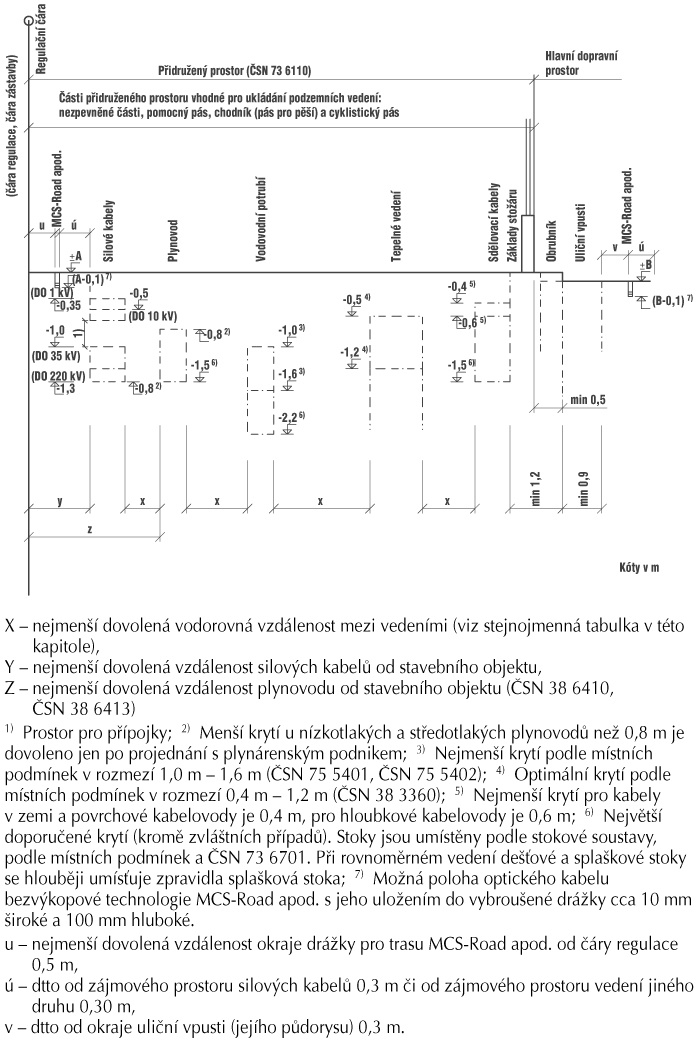 (čára regulace, čára zástavby)
Regulační čára
Přidružený prostor (ČSN 73 6110)
Hlavní dopravní
prostor
Části přidruženého prostoru vhodné pro ukládání podzemních vedení:
nezpevněné části, pomocný pás, chodník (pás pro pěší) a cyklistický pás
MCS-Road apod.
Silové kabely
Plynovod
Vodovodní potrubí
Tepelné vedení
Sdělovací kabely
Základy stožáru
Obrubník
Uliční vpusti
MCS-Road apod.
u
ú
v
ú
±A
(A-0,1) 7)
±B
(B-0,1) 7)
(DO 1 kV)
-0,35
-0,5
(DO 10 kV)
1)
-1,0
(DO 35 kV)
(DO 220 kV)
-1,3
-0,8 2)
-0,8 2)
-1,5 6)
-1,0 3)
-1,6 3)
-2,2 6)
-0,5 4)
-1,2 4)
-0,4 5)
-0,6 5)
-1,5 6)
min 0,5
min 1,2
min 0,9
y
x
x
x
x
z
Kóty v m
X – nejmenší dovolená vodorovná vzdálenost mezi vedeními (viz stejnojmenná tabulka v této
kapitole),
Y – nejmenší dovolená vzdálenost silových kabelů od stavebního objektu,
Z – nejmenší dovolená vzdálenost plynovodu od stavebního objektu (ČSN 38 6410,
ČSN 38 6413)
1) Prostor pro přípojky; 2) Menší krytí u nízkotlakých a středotlakých plynovodů než 0,8 m je
dovoleno jen po projednání s plynárenským podnikem; 3) Nejmenší krytí podle místních
podmínek v rozmezí 1,0 m – 1,6 m (ČSN 75 5401, ČSN 75 5402); 4) Optimální krytí podle
místních podmínek v rozmezí 0,4 m – 1,2 m (ČSN 38 3360); 5) Nejmenší krytí pro kabely
v zemi a povrchové kabelovody je 0,4 m, pro hloubkové kabelovody je 0,6 m; 6) Největší
doporučené krytí (kromě zvláštních případů). Stoky jsou umístěny podle stokové soustavy,
podle místních podmínek a ČSN 73 6701. Při rovnoměrném vedení dešťové a splaškové stoky
se hlouběji umísťuje zpravidla splašková stoka; 7) Možná poloha optického kabelu
bezvýkopové technologie MCS-Road apod. s jeho uložením do vybroušené drážky cca 10 mm
široké a 100 mm hluboké.
u – nejmenší dovolená vzdálenost okraje drážky pro trasu MCS-Road apod. od čáry regulace
0,5 m,
ú – dtto od zájmového prostoru silových kabelů 0,3 m či od zájmového prostoru vedení jiného
druhu 0,30 m,
v – dtto od okraje uliční vpusti (jejího půdorysu) 0,3 m.